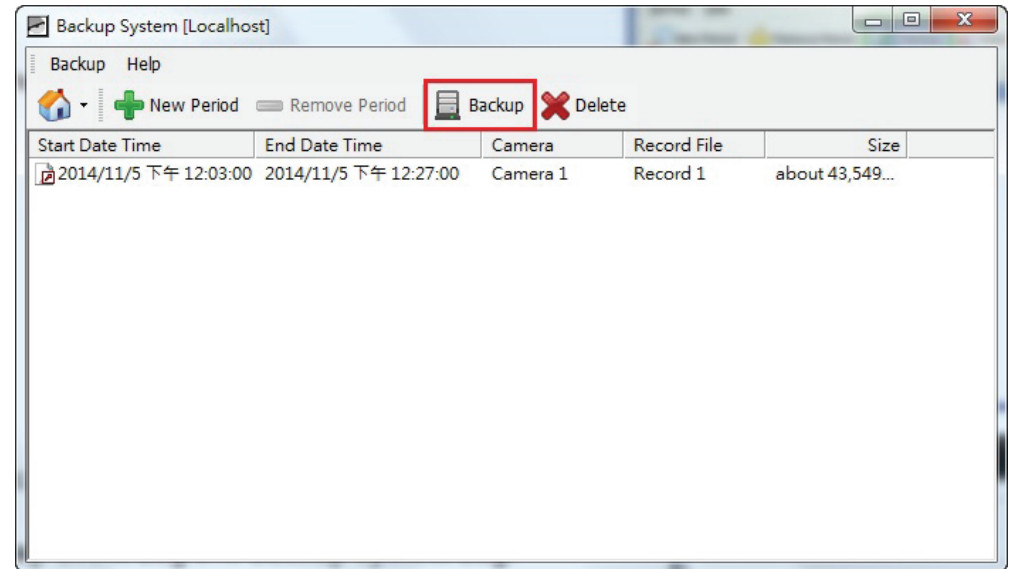 Backup System [Localhost]
Backup Help
New Period Remove Period Backup Delete
Start Date Time End Date Time Camera Record File Size
2014/11/5 下午 12:03:00 2014/11/5 下午 12:27:00 Camera 1 Record 1 about 43,549...